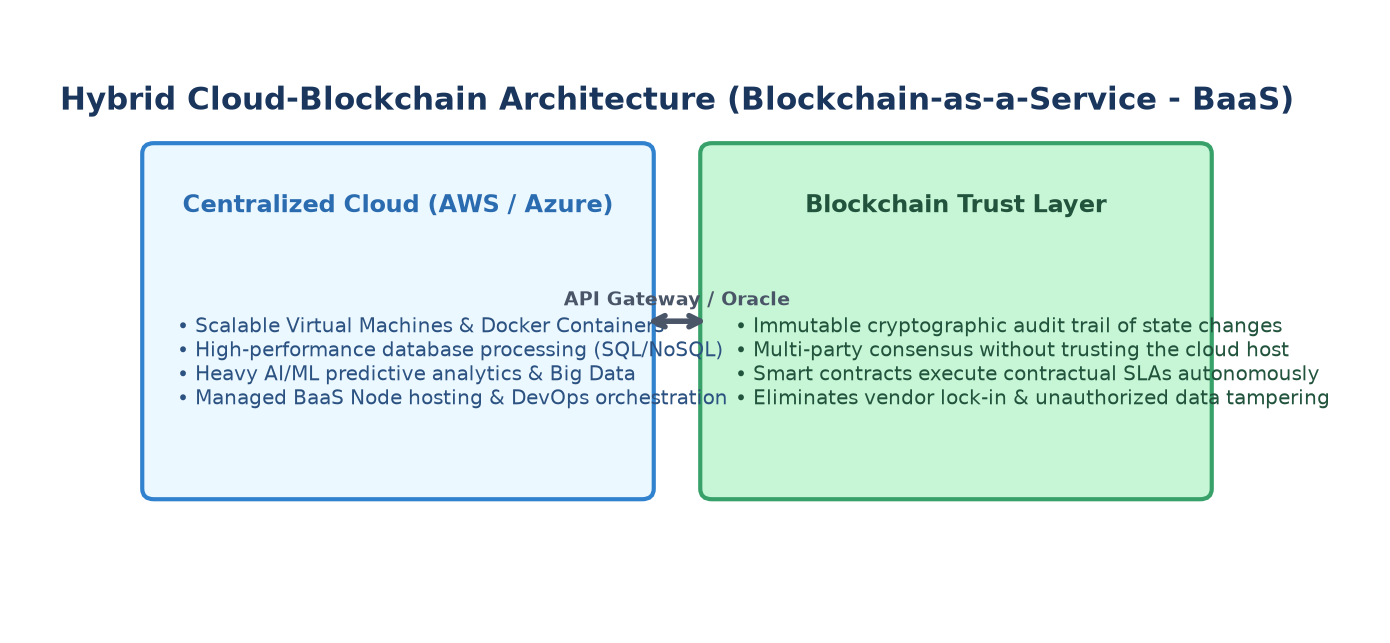 Hybrid Cloud-Blockchain Architecture (Blockchain-as-a-Service - BaaS)
Centralized Cloud (AWS / Azure)
• Scalable Virtual Machines & Docker Containers
• High-performance database processing (SQL/NoSQL)
• Heavy AI/ML predictive analytics & Big Data
• Managed BaaS Node hosting & DevOps orchestration
API Gateway / Oracle
Blockchain Trust Layer
• Immutable cryptographic audit trail of state changes
• Multi-party consensus without trusting the cloud host
• Smart contracts execute contractual SLAs autonomously
• Eliminates vendor lock-in & unauthorized data tampering